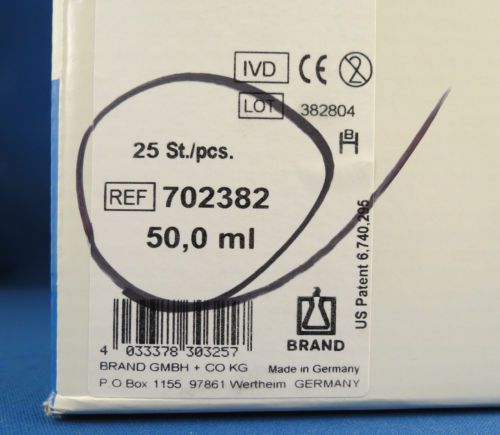 IVD CE
LOT 382804
25 St./pcs.
REF 702382
50,0 ml
US Patent 6,740,295
BRAND
4 033378 303257
BRAND GMBH + CO KG Made in Germany
P.O Box 1155 97861 Wertheim GERMANY